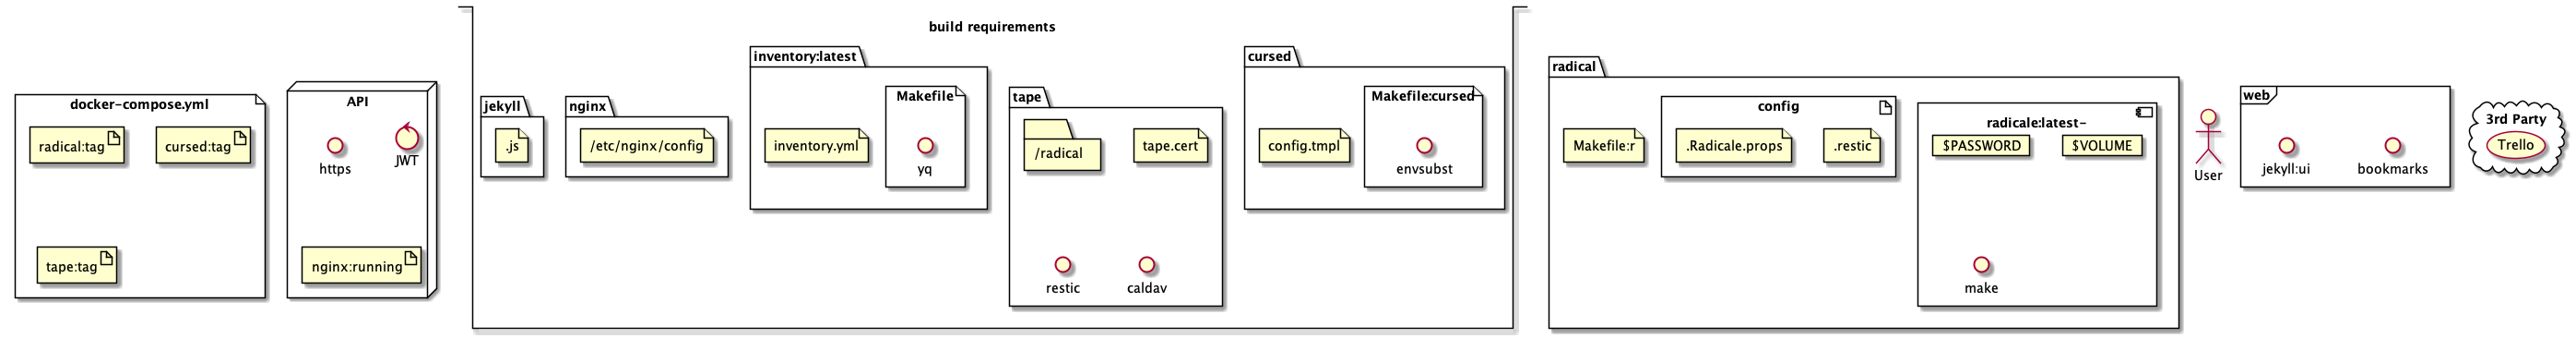 docker-compose.yml
radical:tag
cursed:tag
tape:tag
API
https
JWT
nginx:running
build requirements
jekyll
.js
nginx
/etc/nginx/config
inventory:latest
inventory.yml
Makefile
yq
tape
/radical
tape.cert
restic
caldav
cursed
config.tmpl
Makefile:cursed
envsubst
radical
Makefile:r
config
.Radicale.props
.restic
radicale:latest-
$PASSWORD
$VOLUME
make
User
web
jekyll:ui
bookmarks
3rd Party
Trello